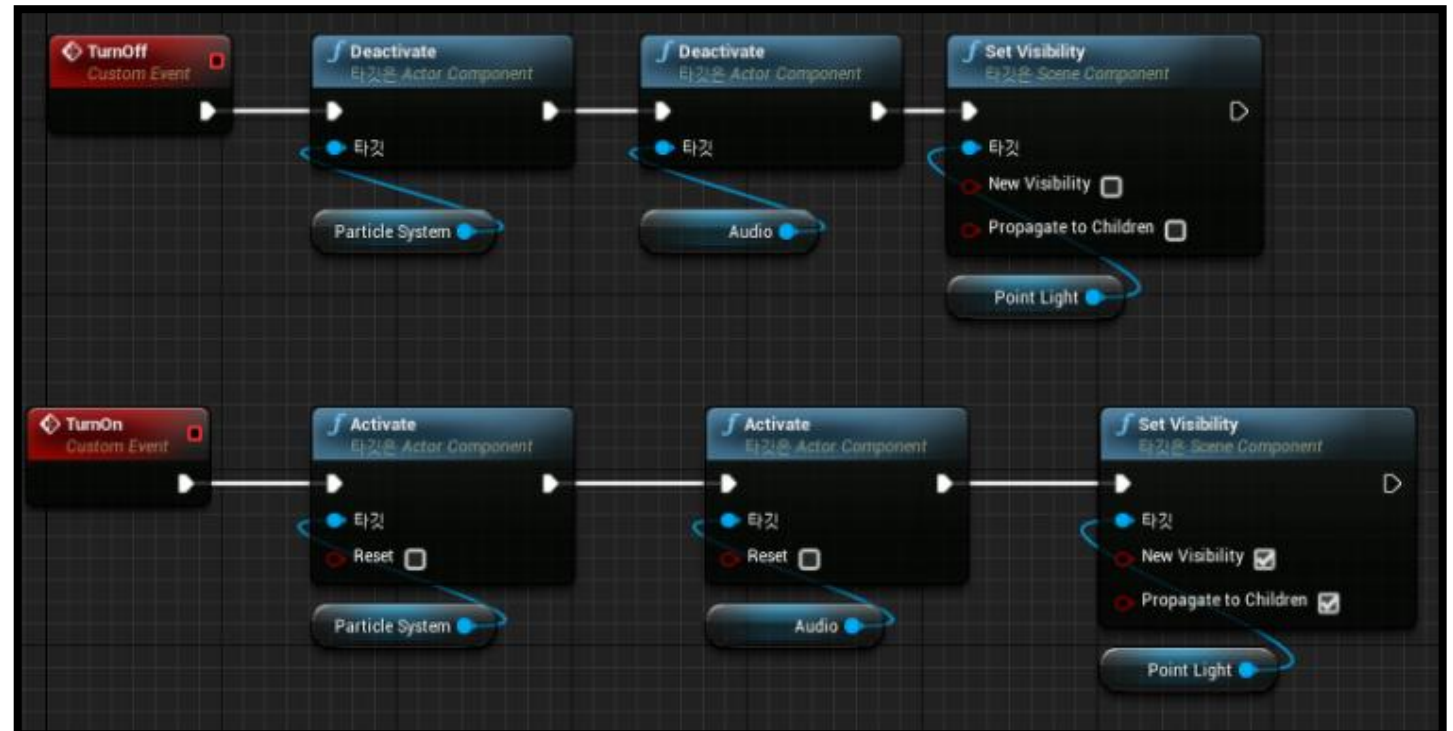 TurnOff
Custom Event
Deactivate
타깃은 Actor Component
타깃
Particle System
Deactivate
타깃은 Actor Component
타깃
Audio
Set Visibility
타깃은 Scene Component
타깃
New Visibility
Propagate to Children
Point Light
TurnOn
Custom Event
Activate
타깃은 Actor Component
타깃
Reset
Particle System
Activate
타깃은 Actor Component
타깃
Reset
Audio
Set Visibility
타깃은 Scene Component
타깃
New Visibility
Propagate to Children
Point Light